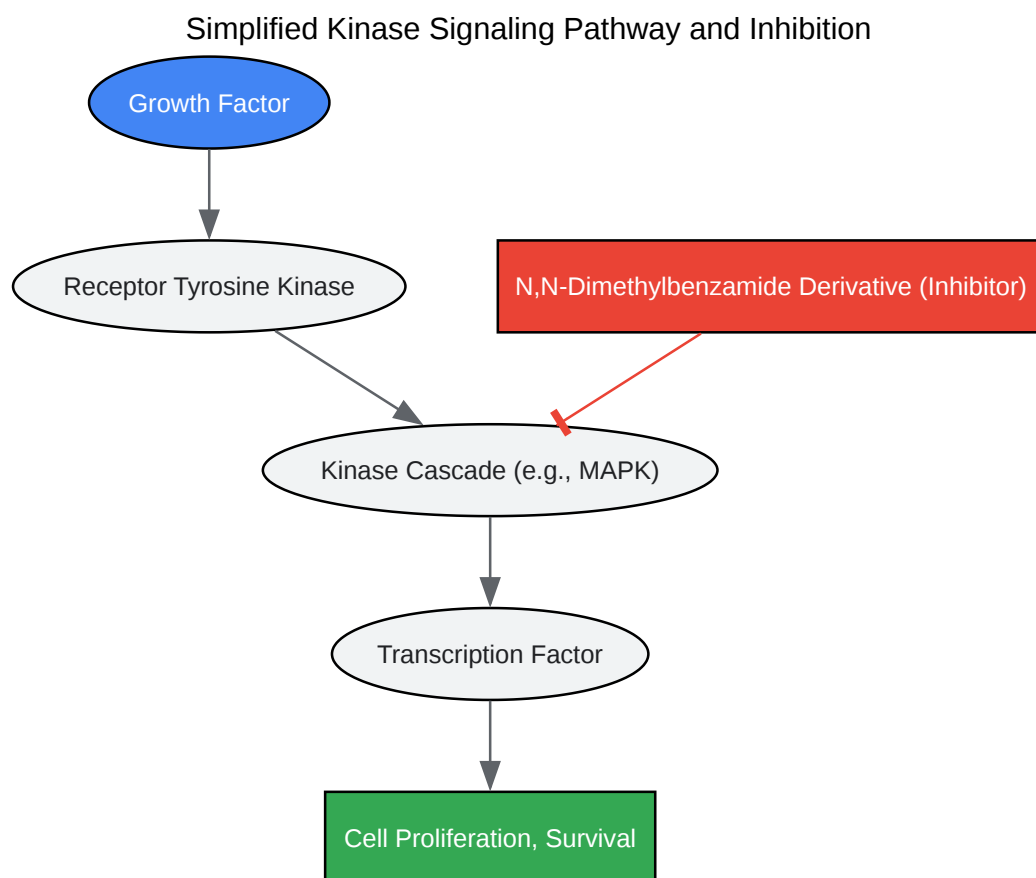 Simplified Kinase Signaling Pathway and Inhibition
Growth Factor
Receptor Tyrosine Kinase
N,N-Dimethylbenzamide Derivative (Inhibitor)
Kinase Cascade (e.g., MAPK)
Transcription Factor
Cell Proliferation, Survival